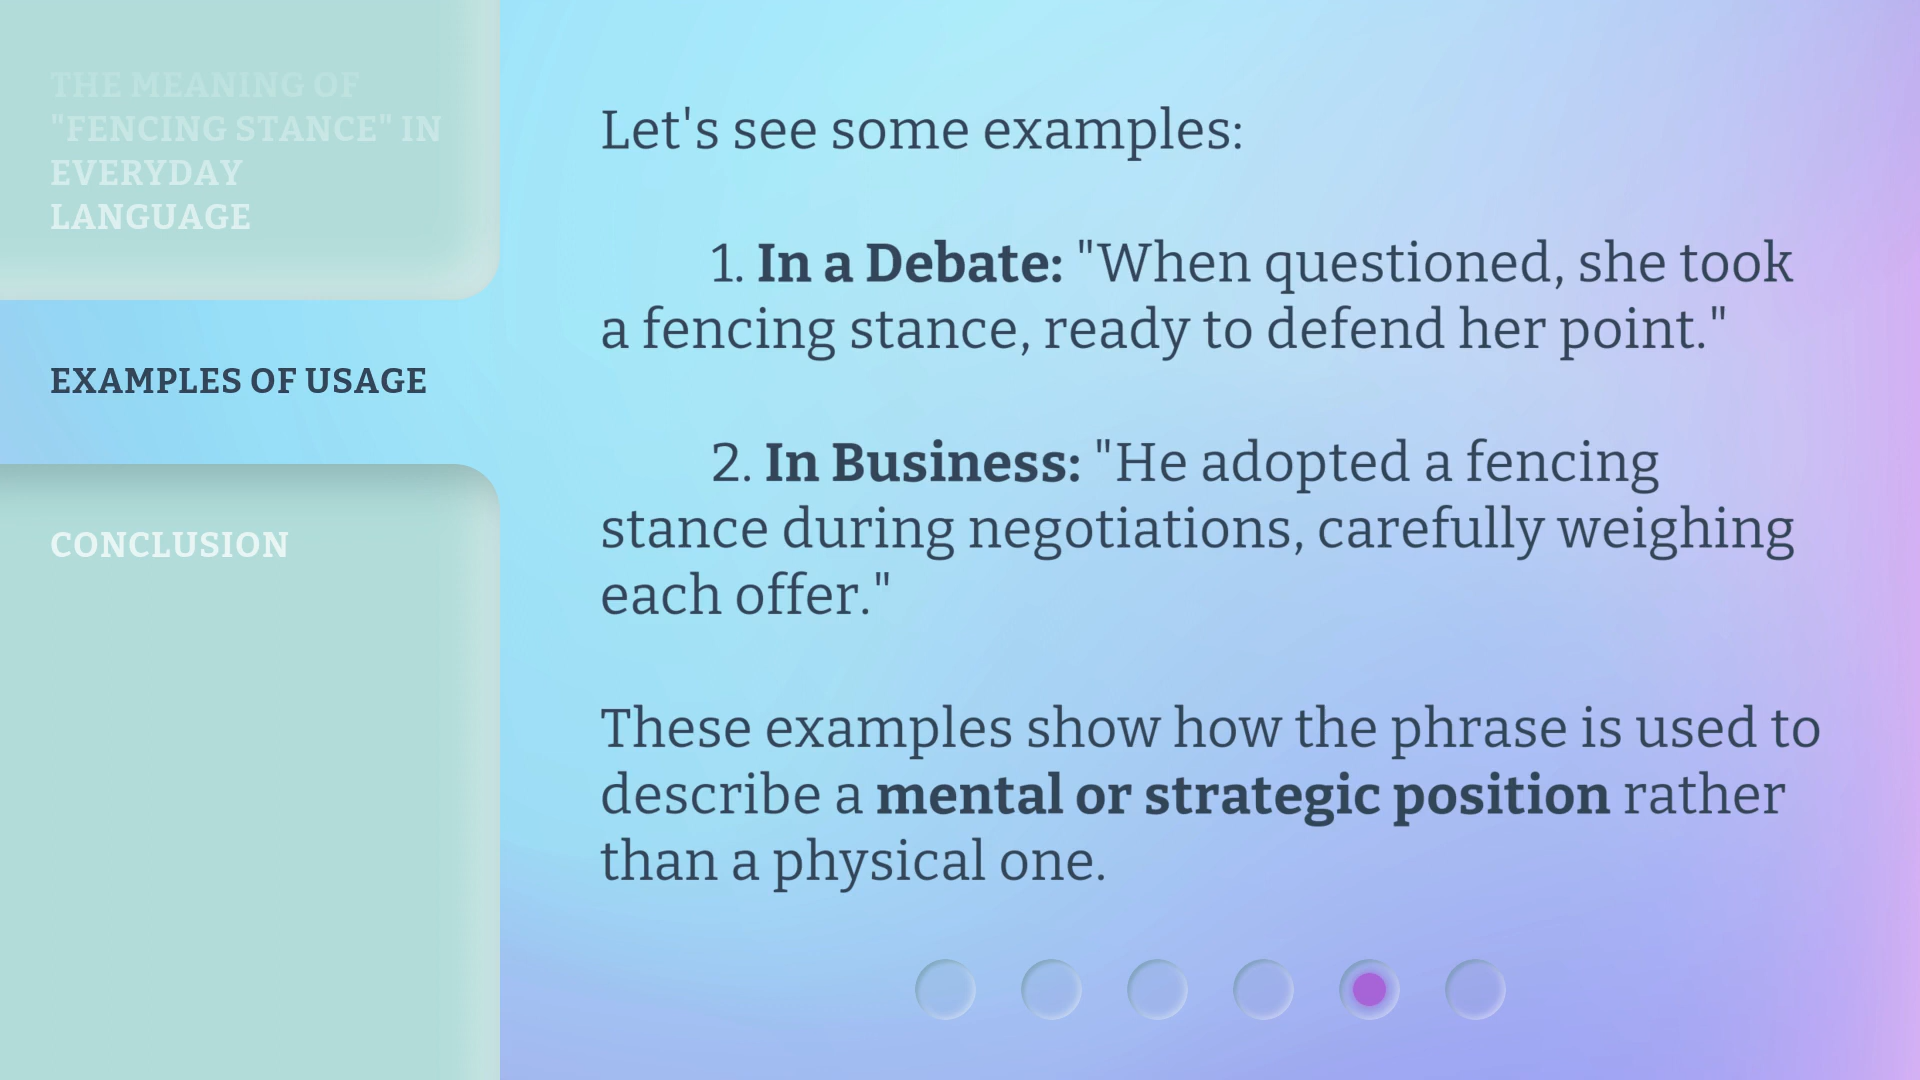 THE MEANING OF
"FENCING STANCE" IN
EVERYDAY
LANGUAGE
EXAMPLES OF USAGE
CONCLUSION
Let's see some examples:
1. In a Debate: "When questioned, she took
a fencing stance, ready to defend her point."
2. In Business: "He adopted a fencing
stance during negotiations, carefully weighing
each offer."
These examples show how the phrase is used to
describe a mental or strategic position rather
than a physical one.